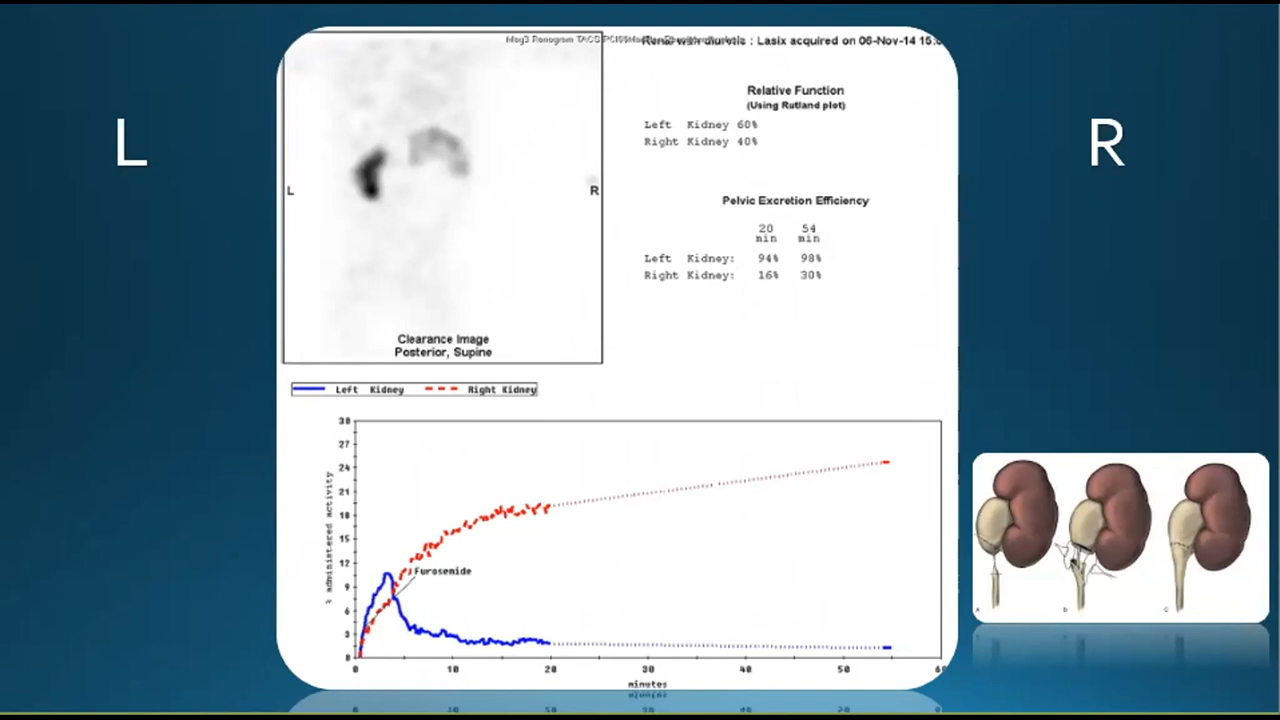 L
R
Renal with diuretic : Lasix acquired on 06-Nov-14 15
Relative Function
(Using Rutland plot)
Left Kidney 60%
Right Kidney 40%
L
R
Pelvic Excretion Efficiency
20 54
min min
Left Kidney: 94% 98%
Right Kidney: 16% 30%
Clearance Image
Posterior, Supine
Left Kidney
Right Kidney
% administered activity
30
27
24
21
18
15
12
9
6
3
0
Furosemide
0 10 20 30 40 50 60
minutes
A
C